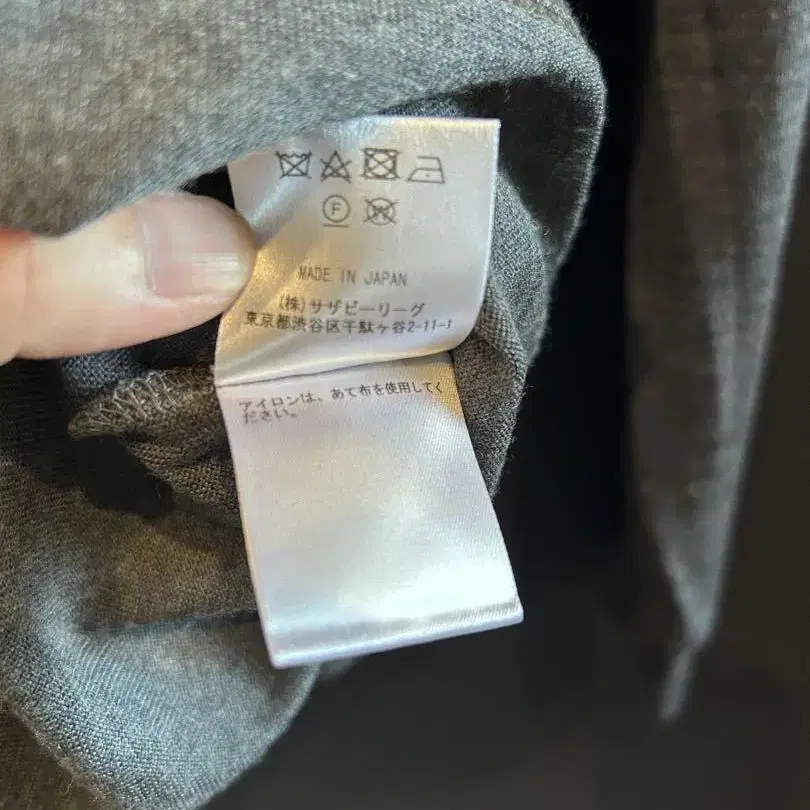 F
W
MADE IN JAPAN
(株)サザビーリーグ
東京都渋谷区千駄ヶ谷2-11-1
アイロンは、あて布を使用してく
ださい。